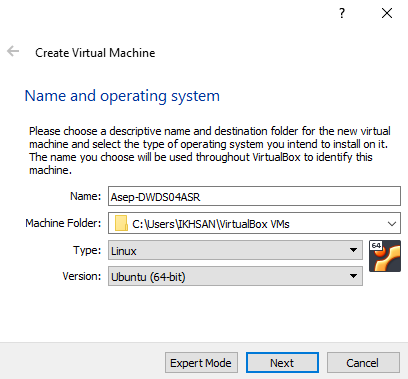 ?
Create Virtual Machine
Name and operating system
Please choose a descriptive name and destination folder for the new virtual
machine and select the type of operating system you intend to install on it.
The name you choose will be used throughout VirtualBox to identify this
machine.
Name: Asep-DWDS04ASR
Machine Folder: C:\Users\IKHSAN\VirtualBox VMs
Type: Linux
64
Version: Ubuntu (64-bit)
Expert Mode Next Cancel